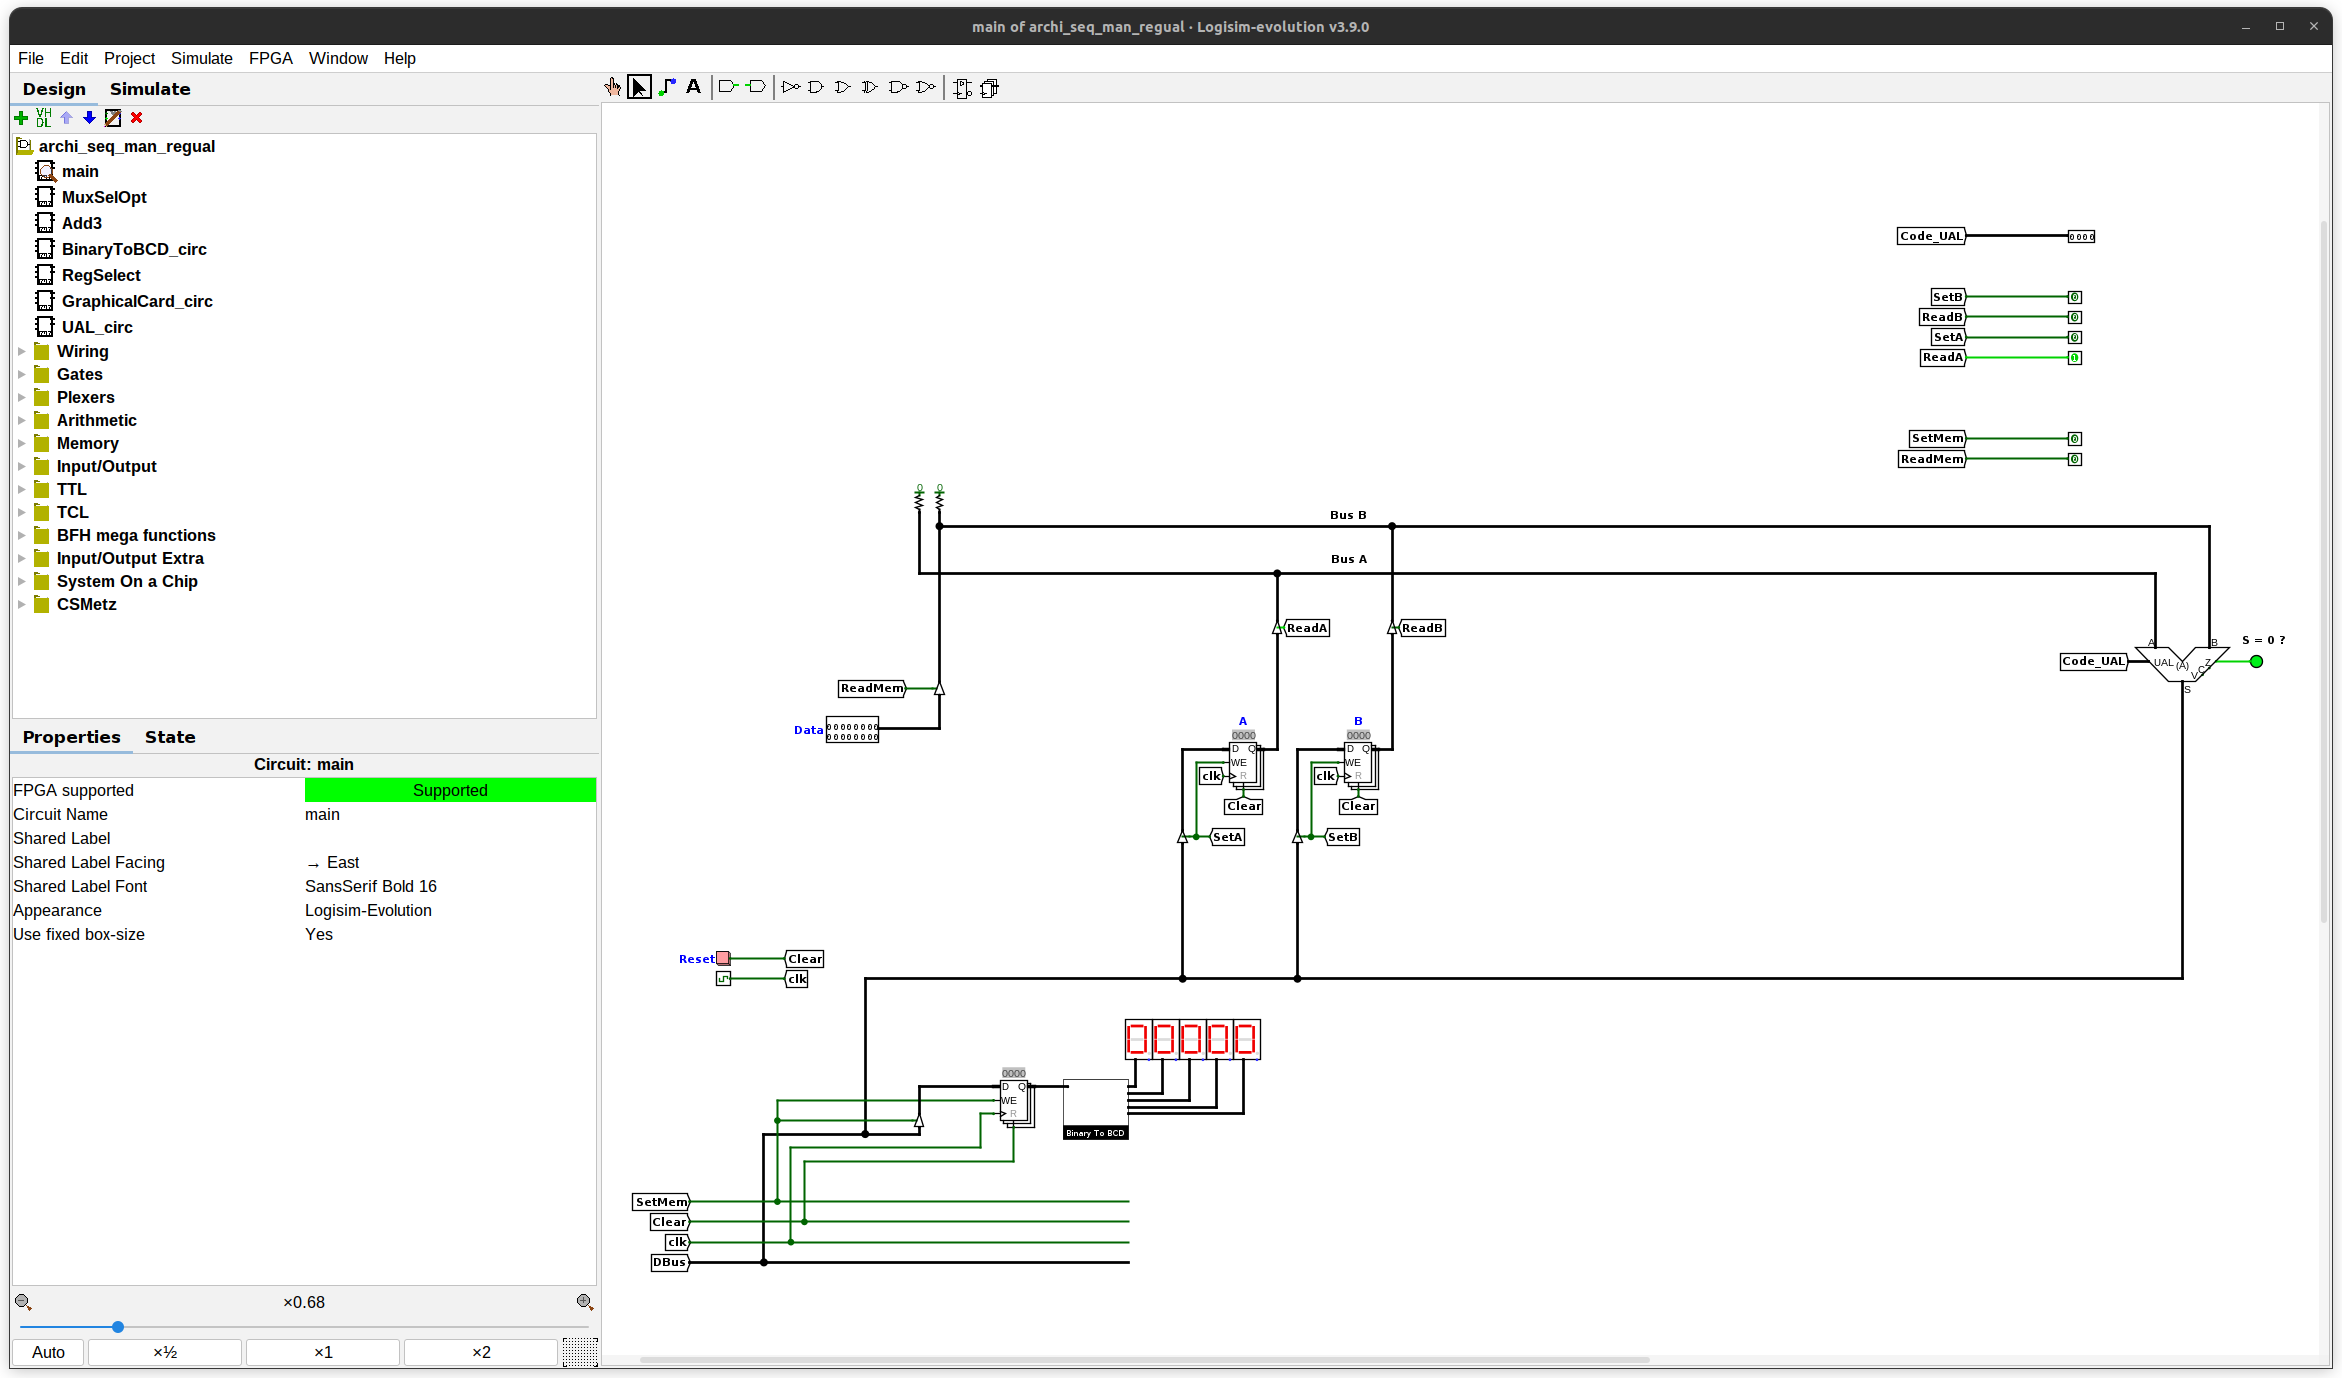 main of archi_seq_man_regual · Logisim-evolution v3.9.0
File Edit Project Simulate FPGA Window Help
Design Simulate
VHDL
A
archi_seq_man_regual
main
MuxSelOpt
Add3
BinaryToBCD_circ
RegSelect
GraphicalCard_circ
UAL_circ
Wiring
Gates
Plexers
Arithmetic
Memory
Input/Output
TTL
TCL
BFH mega functions
Input/Output Extra
System On a Chip
CSMetz
Properties State
Circuit: main
FPGA supported Supported
Circuit Name main
Shared Label
Shared Label Facing → East
Shared Label Font SansSerif Bold 16
Appearance Logisim-Evolution
Use fixed box-size Yes
×0.68
Auto ×½ ×1 ×2
Code_UAL 0000
SetB 0
ReadB 0
SetA 0
ReadA 1
SetMem 0
ReadMem 0
0 0
Bus B
Bus A
ReadA ReadB
ReadMem
Data 00000000
00000000
A B
0000 0000
D Q D Q
WE WE
clk R clk R
Clear Clear
SetA SetB
Code_UAL A B UAL (A) V C Z S
S = 0 ?
Reset Clear
clk
00000
0000
D Q
WE
R
Binary To BCD
SetMem
Clear
clk
DBus